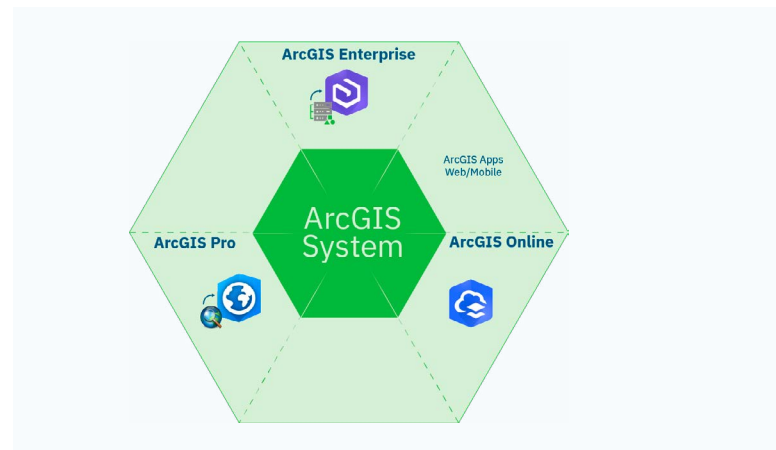 ArcGIS Enterprise
ArcGIS Apps
Web/Mobile
ArcGIS
System
ArcGIS Pro
ArcGIS Online